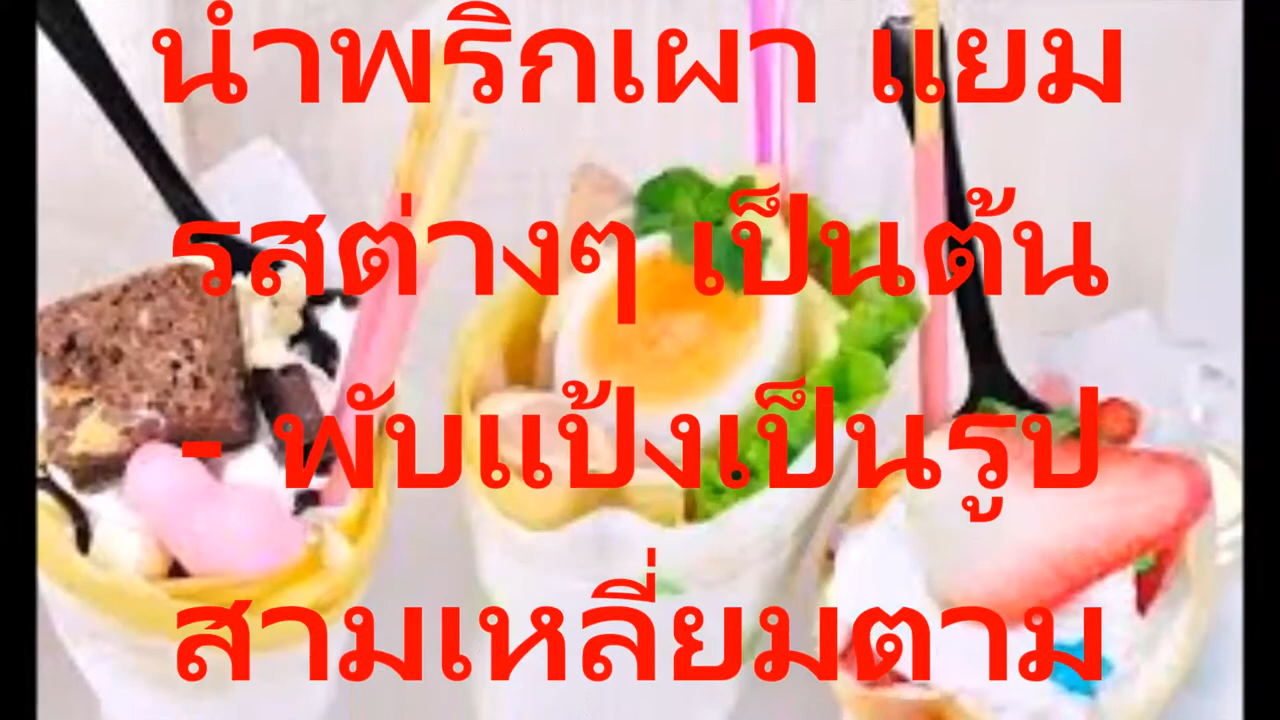 นำพริกเผา แยม
รสต่างๆ เป็นต้น
- พับแป้งเป็นรูป
สามเหลี่ยมตาม